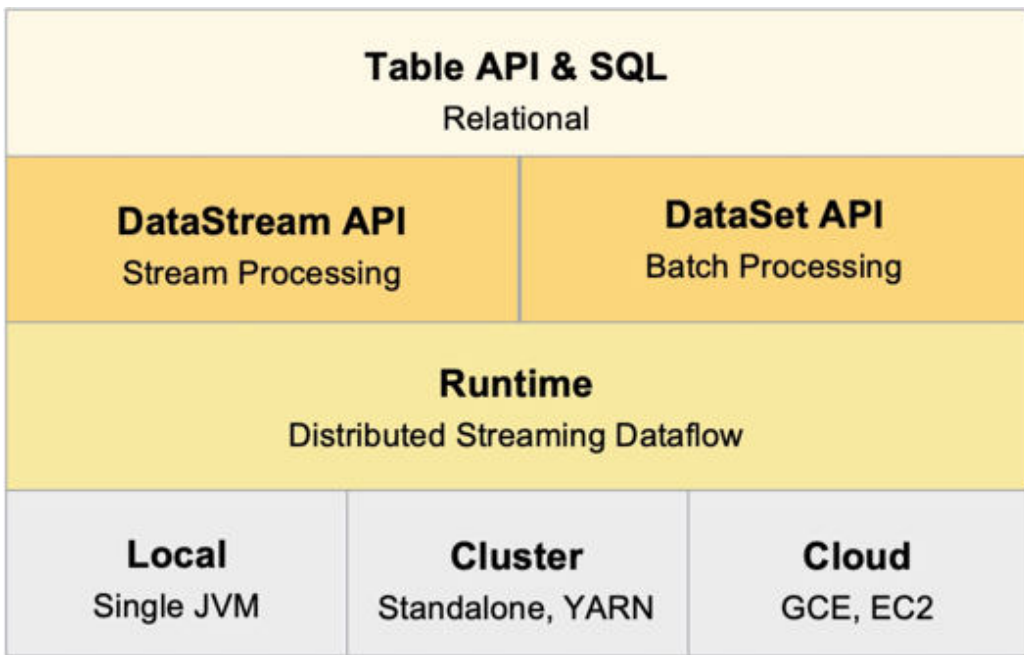 Table API & SQL
Relational
DataStream API
Stream Processing
DataSet API
Batch Processing
Runtime
Distributed Streaming Dataflow
Local
Single JVM
Cluster
Standalone, YARN
Cloud
GCE, EC2